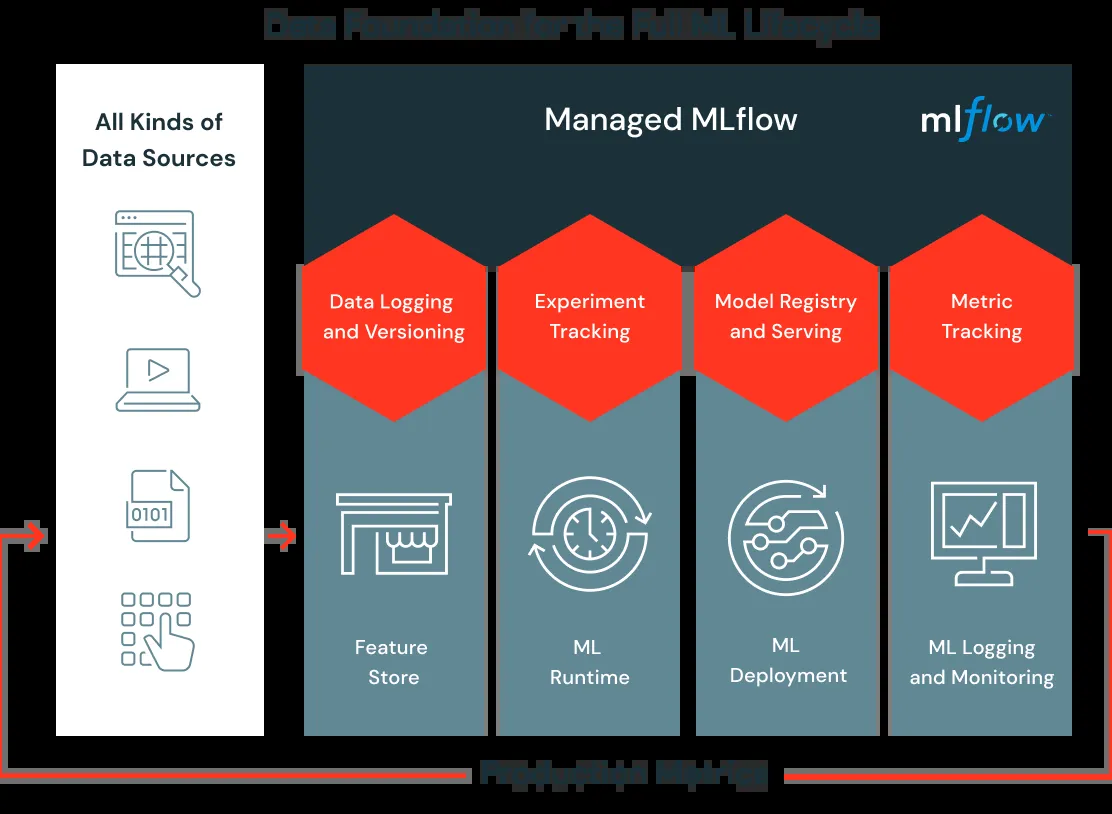 Data Foundation for the Full ML Lifecycle
All Kinds of
Data Sources
Managed MLflow
mlflow™
Data Logging
and Versioning
Experiment
Tracking
Model Registry
and Serving
Metric
Tracking
0101
Feature
Store
ML
Runtime
ML
Deployment
ML Logging
and Monitoring
Production